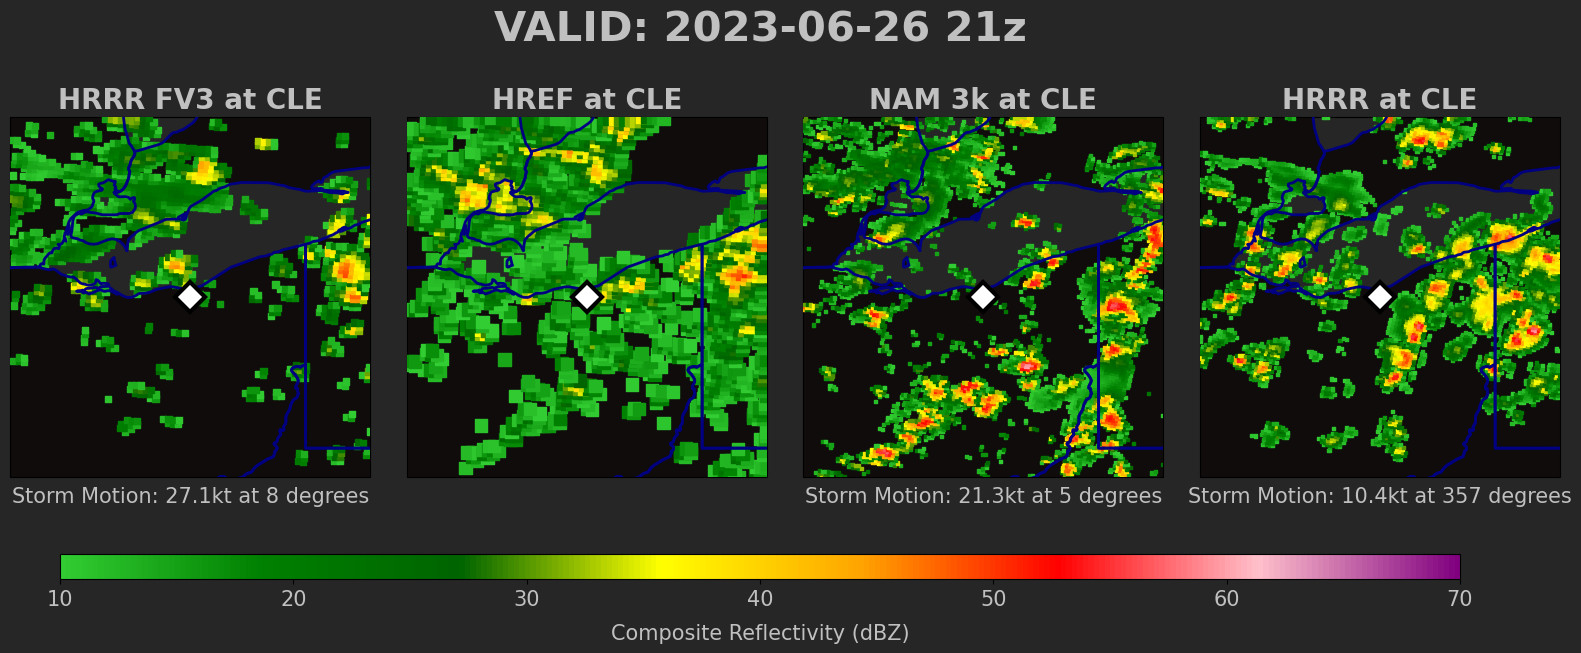 VALID: 2023-06-26 21z
HRRR FV3 at CLE
HREF at CLE
NAM 3k at CLE
HRRR at CLE
Storm Motion: 27.1kt at 8 degrees
Storm Motion: 21.3kt at 5 degrees
Storm Motion: 10.4kt at 357 degrees
10 20 30 40 50 60 70
Composite Reflectivity (dBZ)